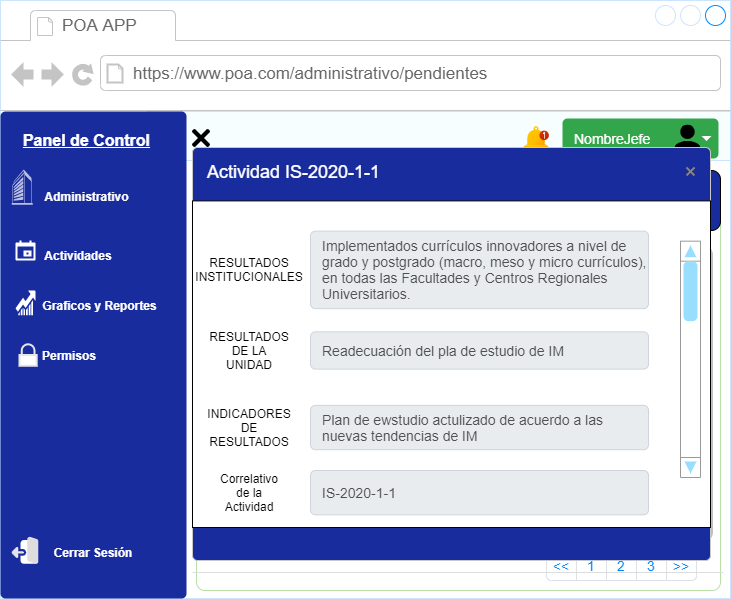 POA APP
https://www.poa.com/administrativo/pendientes
Panel de Control
Administrativo
Actividades
Graficos y Reportes
Permisos
Cerrar Sesión
1
NombreJefe
Actividad IS-2020-1-1
×
RESULTADOS
INSTITUCIONALES
Implementados currículos innovadores a nivel de
grado y postgrado (macro, meso y micro currículos),
en todas las Facultades y Centros Regionales
Universitarios.
RESULTADOS
DE LA
UNIDAD
Readecuación del pla de estudio de IM
INDICADORES
DE
RESULTADOS
Plan de ewstudio actulizado de acuerdo a las
nuevas tendencias de IM
Correlativo
de la
Actividad
IS-2020-1-1
<< 1 2 3 >>